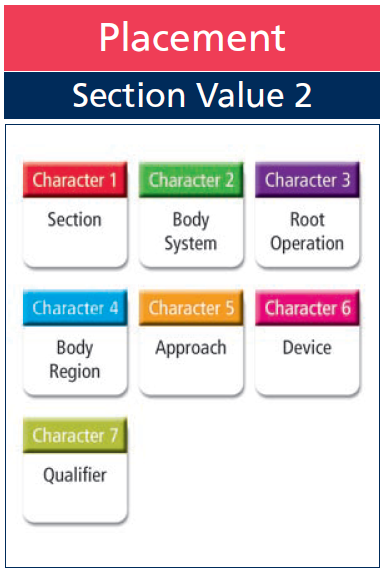 Placement
Section Value 2
Character 1
Section
Character 2
Body
System
Character 3
Root
Operation
Character 4
Body
Region
Character 5
Approach
Character 6
Device
Character 7
Qualifier